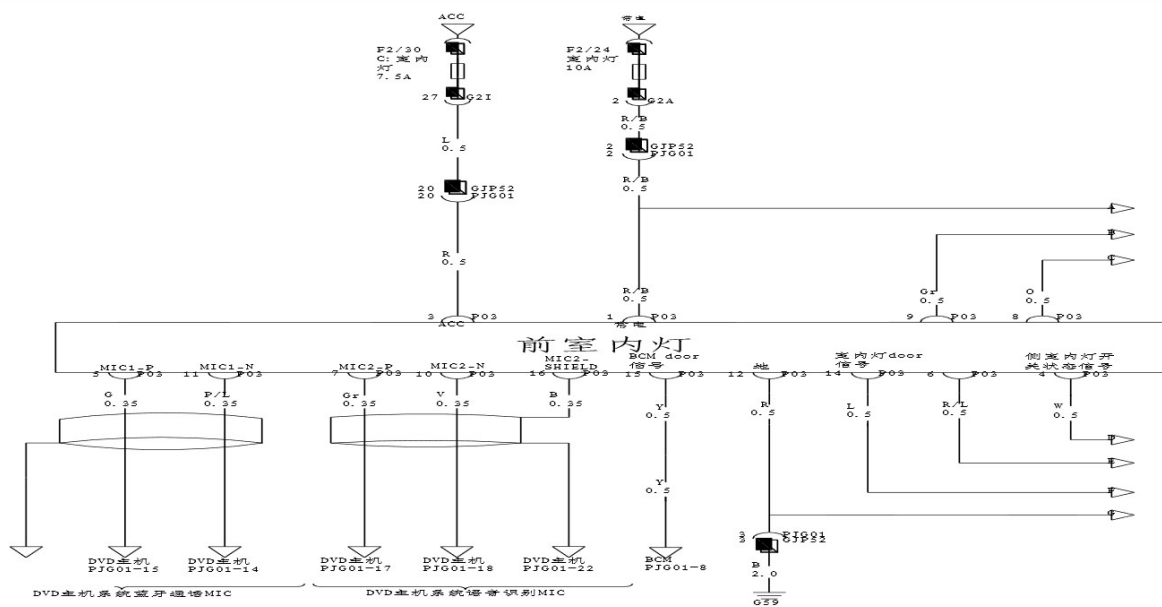 ACC
常电
F2/30
C:室内
灯
7.5A
F2/24
室内灯
10A
27 G2I
2 G2A
R/B
0.5
L
0.5
2 GJP52
2 PJG01
20 GJP52
20 PJG01
R/B
0.5
A
B
C
R
0.5
R/B
0.5
Gr
0.5
O
0.5
3 P03
1 P03
9 P03
8 P03
ACC
常电
前室内灯
MIC1-P
MIC1-N
MIC2-P
MIC2-N
MIC2-
SHIELD
BCM door
信号
地
室内灯door
信号
侧室内灯开
关状态信号
5 P03
11 P03
7 P03
10 P03
16 P03
15 P03
12 P03
14 P03
6 P03
4 P03
G
0.35
P/L
0.35
Gr
0.35
V
0.35
B
0.35
Y
0.5
R
0.5
L
0.5
R/L
0.5
W
0.5
D
E
Y
0.5
F
G
3 PJG01
3 GJP52
DVD主机
PJG01-15
DVD主机
PJG01-14
DVD主机
PJG01-17
DVD主机
PJG01-18
DVD主机
PJG01-22
BCM
PJG01-8
B
2.0
DVD主机系统蓝牙通话MIC
DVD主机系统语音识别MIC
G59